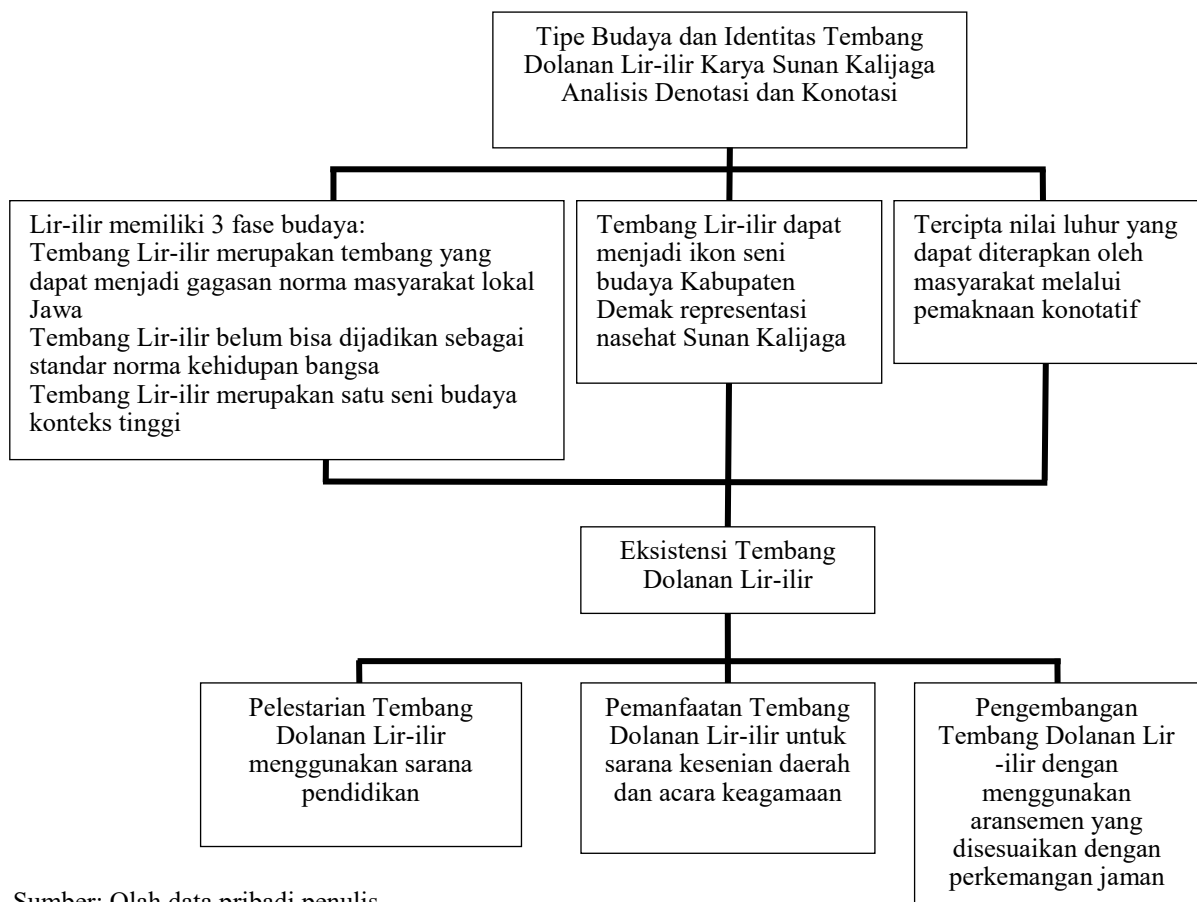 Tipe Budaya dan Identitas Tembang
Dolanan Lir-ilir Karya Sunan Kalijaga
Analisis Denotasi dan Konotasi
Lir-ilir memiliki 3 fase budaya:
Tembang Lir-ilir merupakan tembang yang
dapat menjadi gagasan norma masyarakat lokal
Jawa
Tembang Lir-ilir belum bisa dijadikan sebagai
standar norma kehidupan bangsa
Tembang Lir-ilir merupakan satu seni budaya
konteks tinggi
Tembang Lir-ilir dapat
menjadi ikon seni
budaya Kabupaten
Demak representasi
nasehat Sunan Kalijaga
Tercipta nilai luhur yang
dapat diterapkan oleh
masyarakat melalui
pemaknaan konotatif
Eksistensi Tembang
Dolanan Lir-ilir
Pelestarian Tembang
Dolanan Lir-ilir
menggunakan sarana
pendidikan
Pemanfaatan Tembang
Dolanan Lir-ilir untuk
sarana kesenian daerah
dan acara keagamaan
Pengembangan
Tembang Dolanan Lir
-ilir dengan
menggunakan
aransemen yang
disesuaikan dengan
perkemangan jaman
Sumber: Olah data pribadi penulis